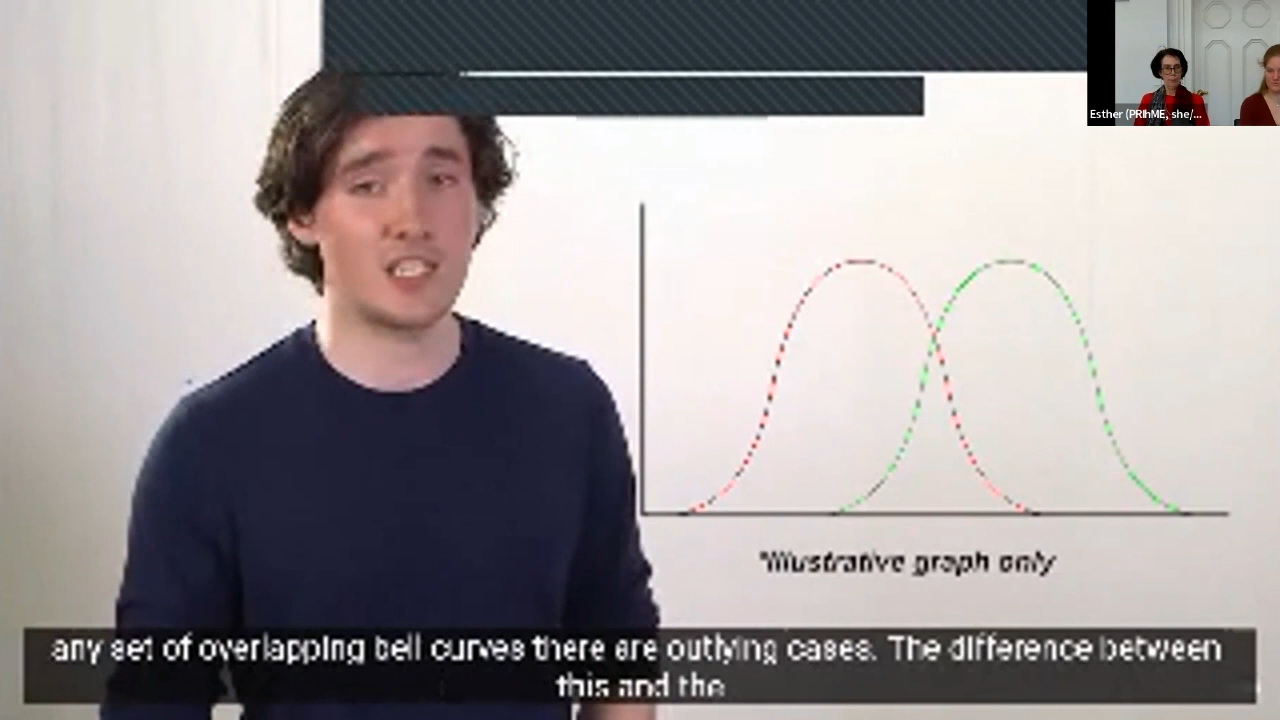 Esther (PRIhME, she/...
*Illustrative graph only
any set of overlapping bell curves there are outlying cases. The difference between
this and the